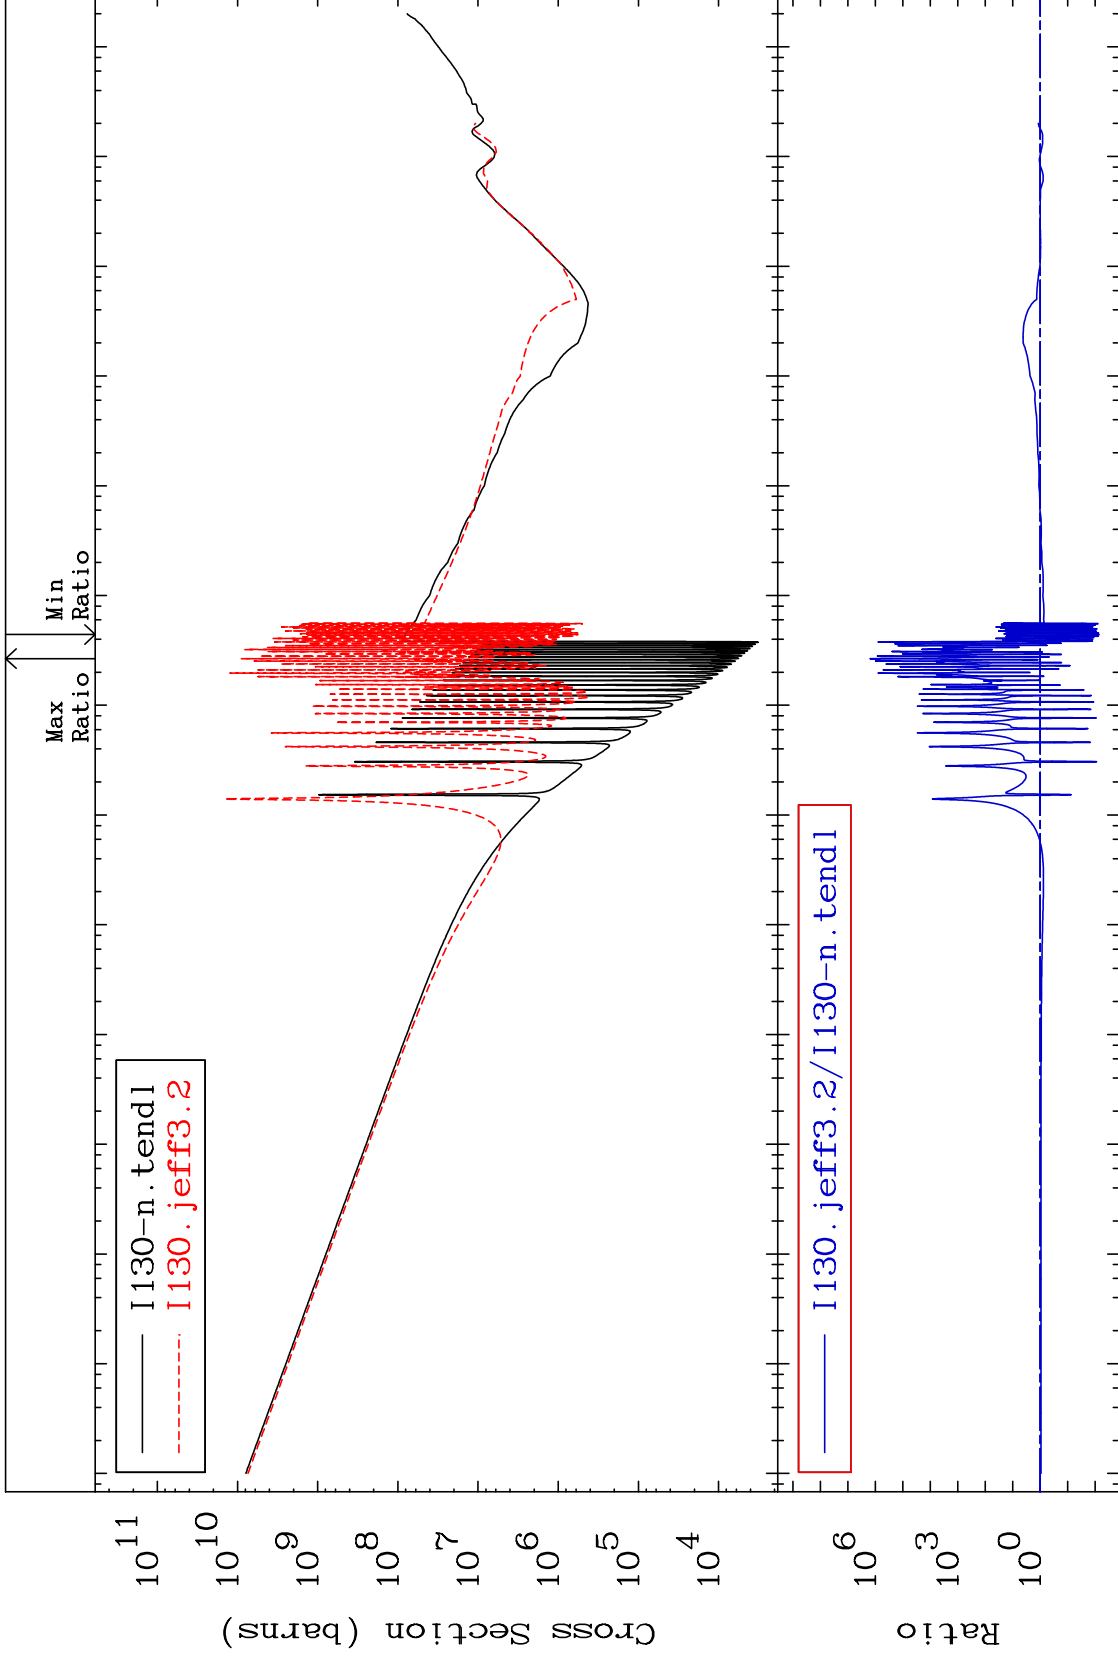 Max
Ratio
Min
Ratio
I130-n.tendl
I130.jeff3.2
10^11
10^10
10^9
10^8
10^7
10^6
10^5
10^4
Cross Section (barns)
I130.jeff3.2/I130-n.tendl
10^6
10^3
10^0
Ratio